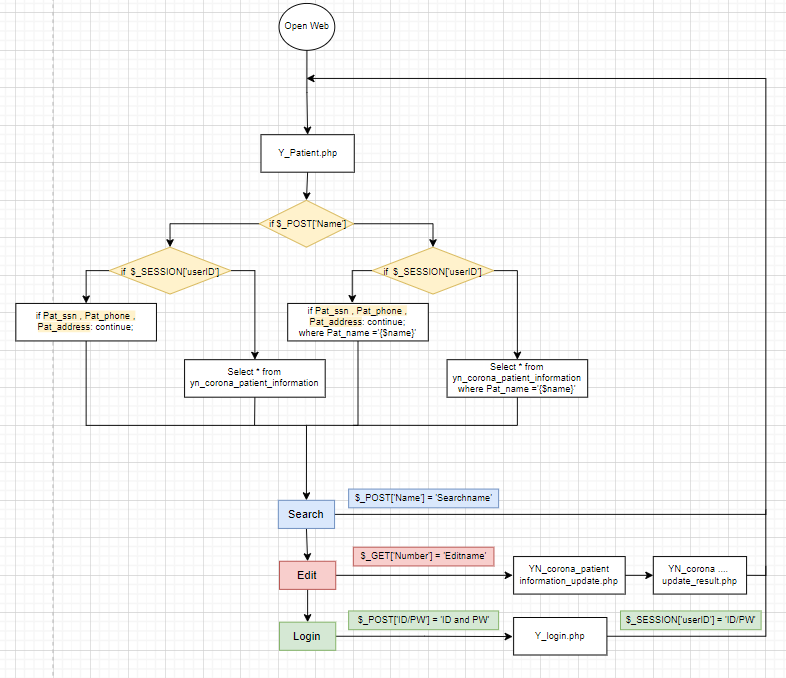 Open Web
Y_Patient.php
if $_POST['Name']
if $_SESSION['userID']
if $_SESSION['userID']
if Pat_ssn , Pat_phone ,
Pat_address: continue;
if Pat_ssn , Pat_phone ,
Pat_address: continue;
where Pat_name ='{$name}'
Select * from
yn_corona_patient_information
Select * from
yn_corona_patient_information
where Pat_name ='{$name}'
$_POST['Name'] = 'Searchname'
Search
$_GET['Number'] = 'Editname'
Edit
YN_corona_patient
information_update.php
YN_corona ....
update_result.php
$_POST['ID/PW'] = 'ID and PW'
$_SESSION['userID'] = 'ID/PW'
Login
Y_login.php